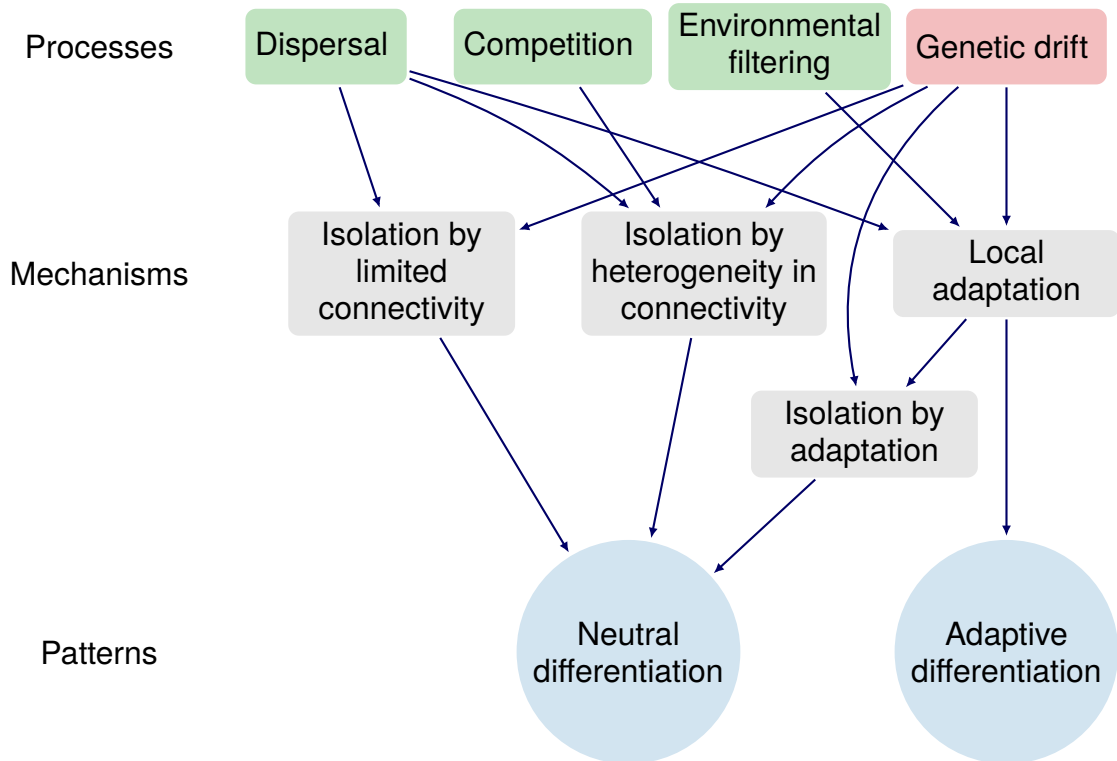 Processes
Dispersal
Competition
Environmental
filtering
Genetic drift
Mechanisms
Isolation by
limited
connectivity
Isolation by
heterogeneity in
connectivity
Local
adaptation
Isolation by
adaptation
Patterns
Neutral
differentiation
Adaptive
differentiation